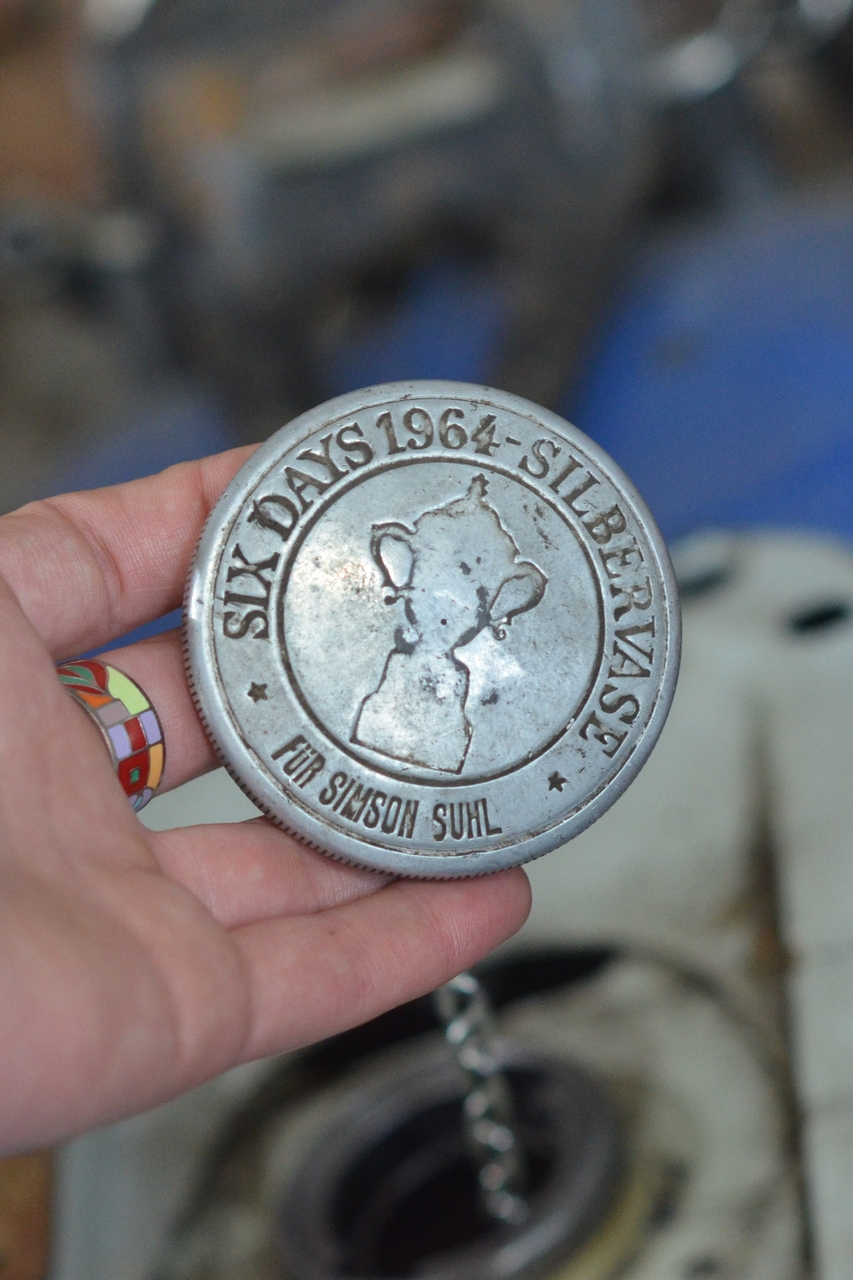 SIX DAYS 1964-SILBERVASE
FÜR SIMSON SUHL